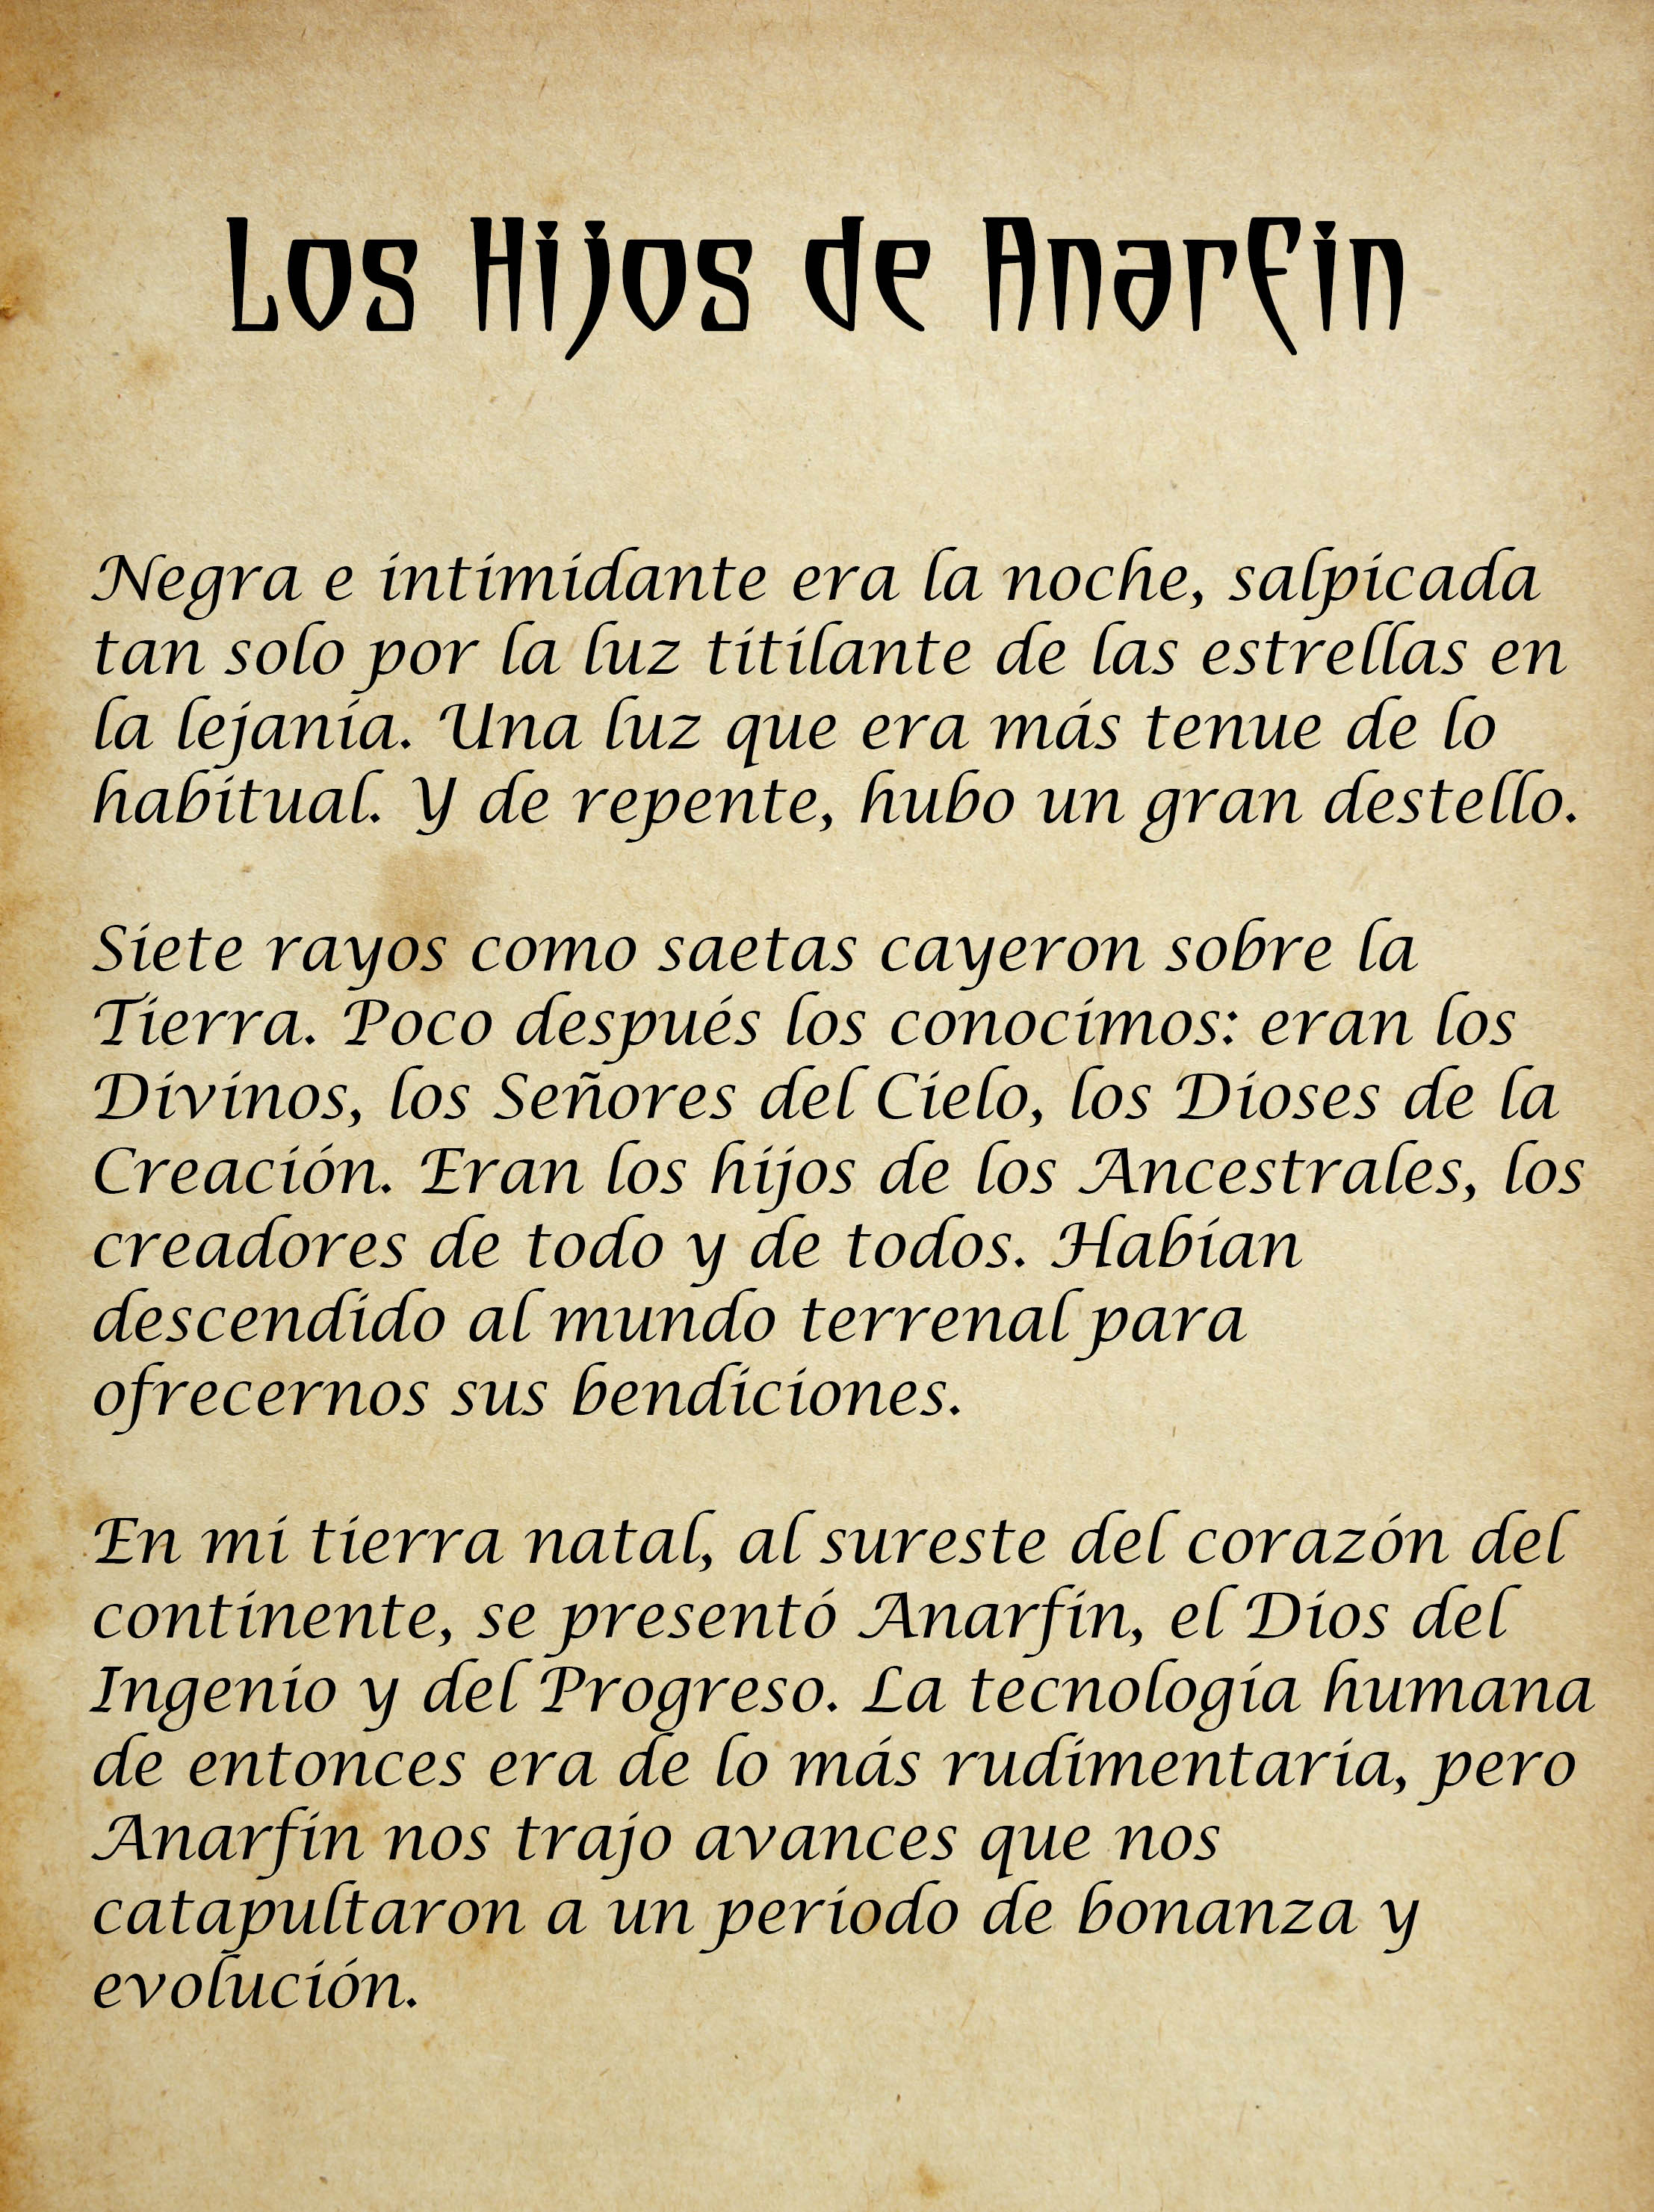 Los Hijos de Anarfin
Negra e intimidante era la noche, salpicada
tan solo por la luz titilante de las estrellas en
la lejanía. Una luz que era más tenue de lo
habitual. Y de repente, hubo un gran destello.
Siete rayos como saetas cayeron sobre la
Tierra. Poco después los conocimos: eran los
Divinos, los Señores del Cielo, los Dioses de la
Creación. Eran los hijos de los Ancestrales, los
creadores de todo y de todos. Habían
descendido al mundo terrenal para
ofrecernos sus bendiciones.
En mi tierra natal, al sureste del corazón del
continente, se presentó Anarfin, el Dios del
Ingenio y del Progreso. La tecnología humana
de entonces era de lo más rudimentaria, pero
Anarfin nos trajo avances que nos
catapultaron a un periodo de bonanza y
evolución.